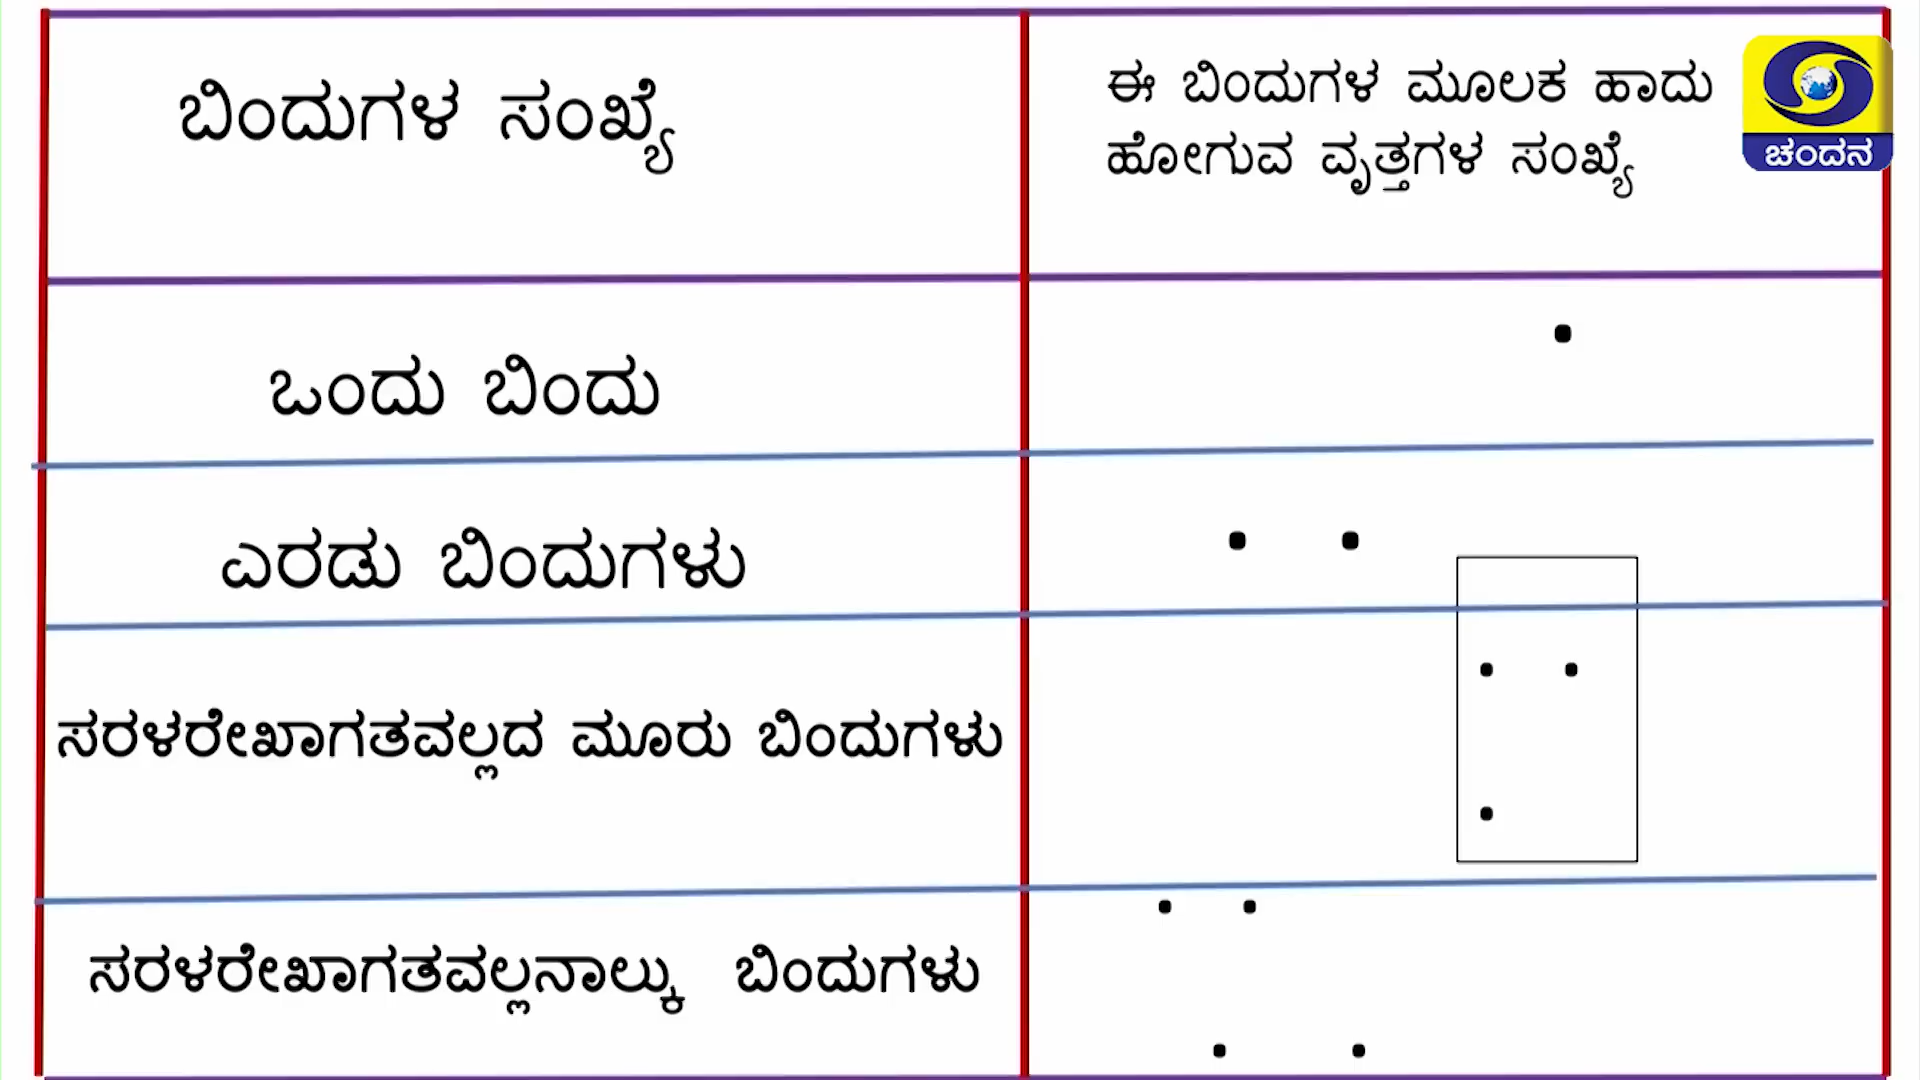 ಬಿಂದುಗಳ ಸಂಖ್ಯೆ
ಈ ಬಿಂದುಗಳ ಮೂಲಕ ಹಾದು
ಹೋಗುವ ವೃತ್ತಗಳ ಸಂಖ್ಯೆ
ಚಂದನ
ಒಂದು ಬಿಂದು
ಎರಡು ಬಿಂದುಗಳು
ಸರಳರೇಖಾಗತವಲ್ಲದ ಮೂರು ಬಿಂದುಗಳು
ಸರಳರೇಖಾಗತವಲ್ಲನಾಲ್ಕು ಬಿಂದುಗಳು